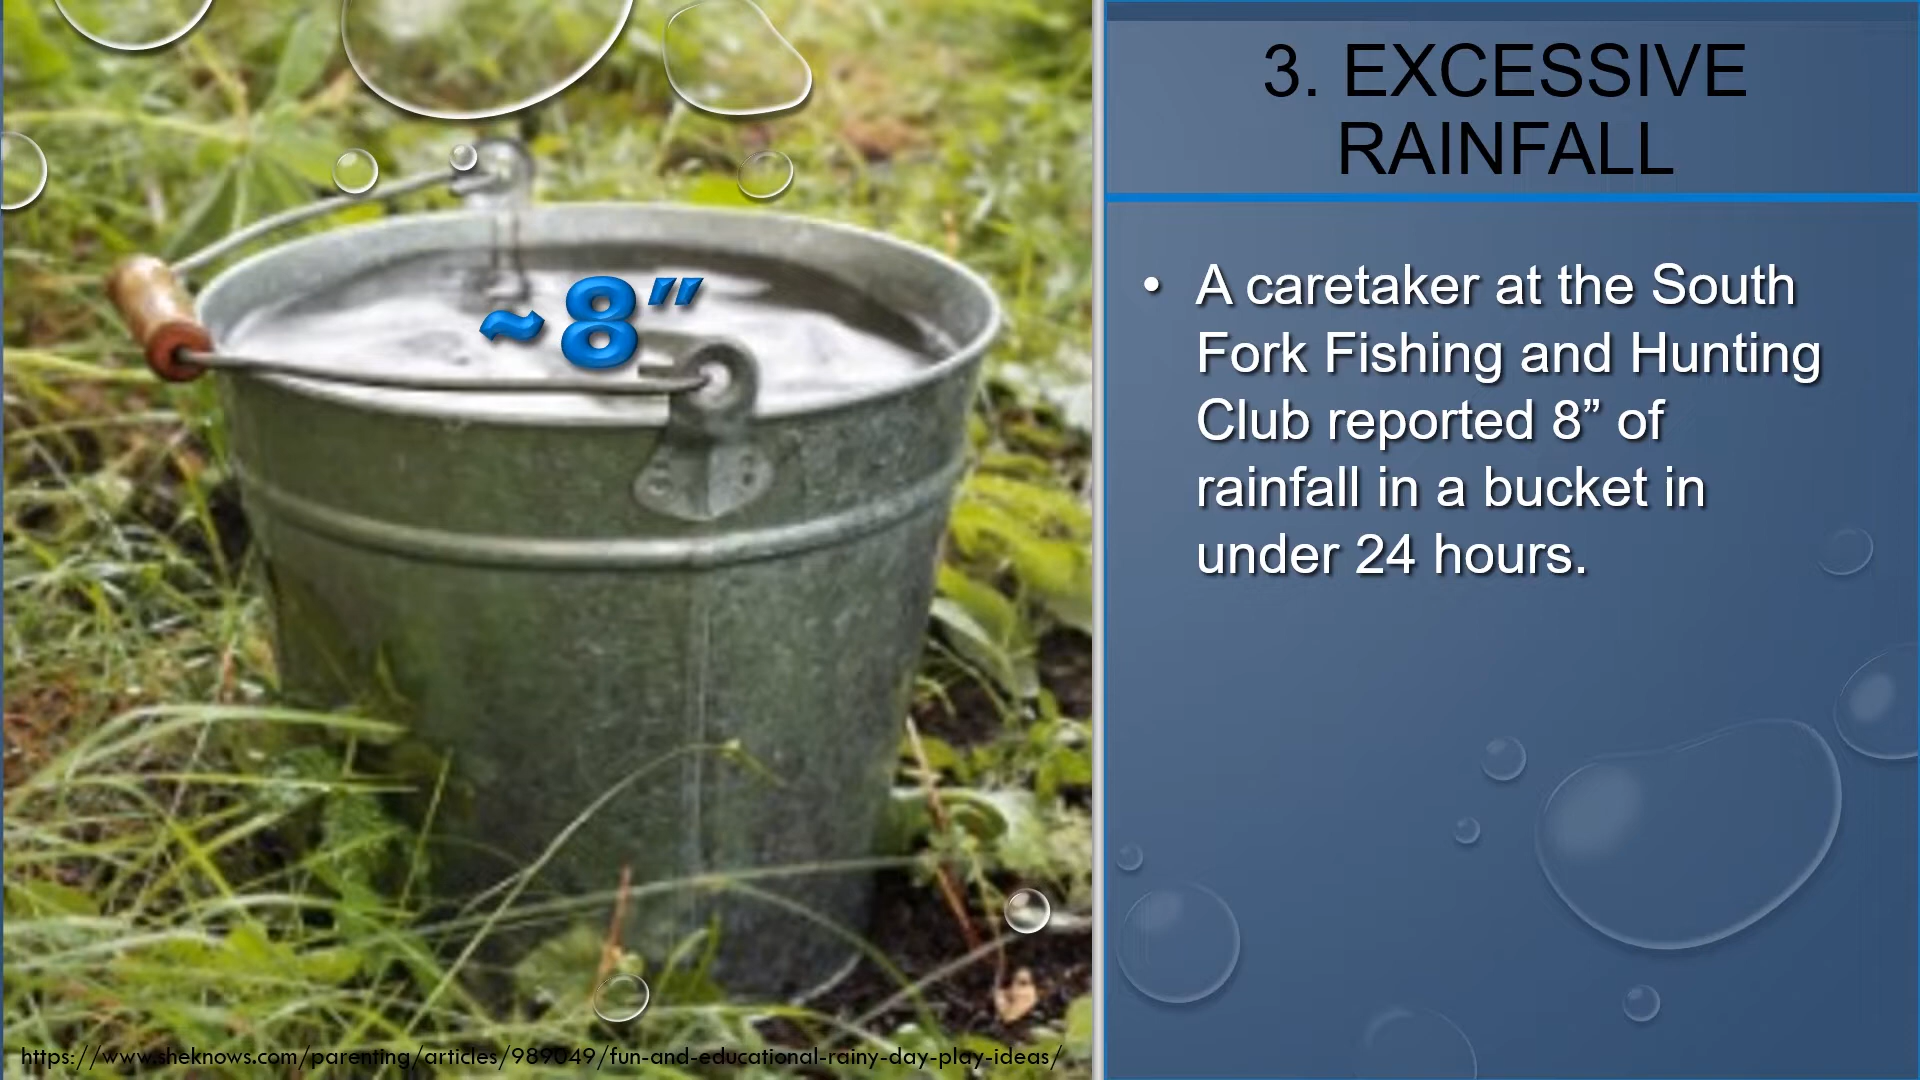 3. EXCESSIVE
RAINFALL
~8”
• A caretaker at the South
Fork Fishing and Hunting
Club reported 8” of
rainfall in a bucket in
under 24 hours.
https://www.sheknows.com/parenting/articles/989049/fun-and-educational-rainy-day-play-ideas/